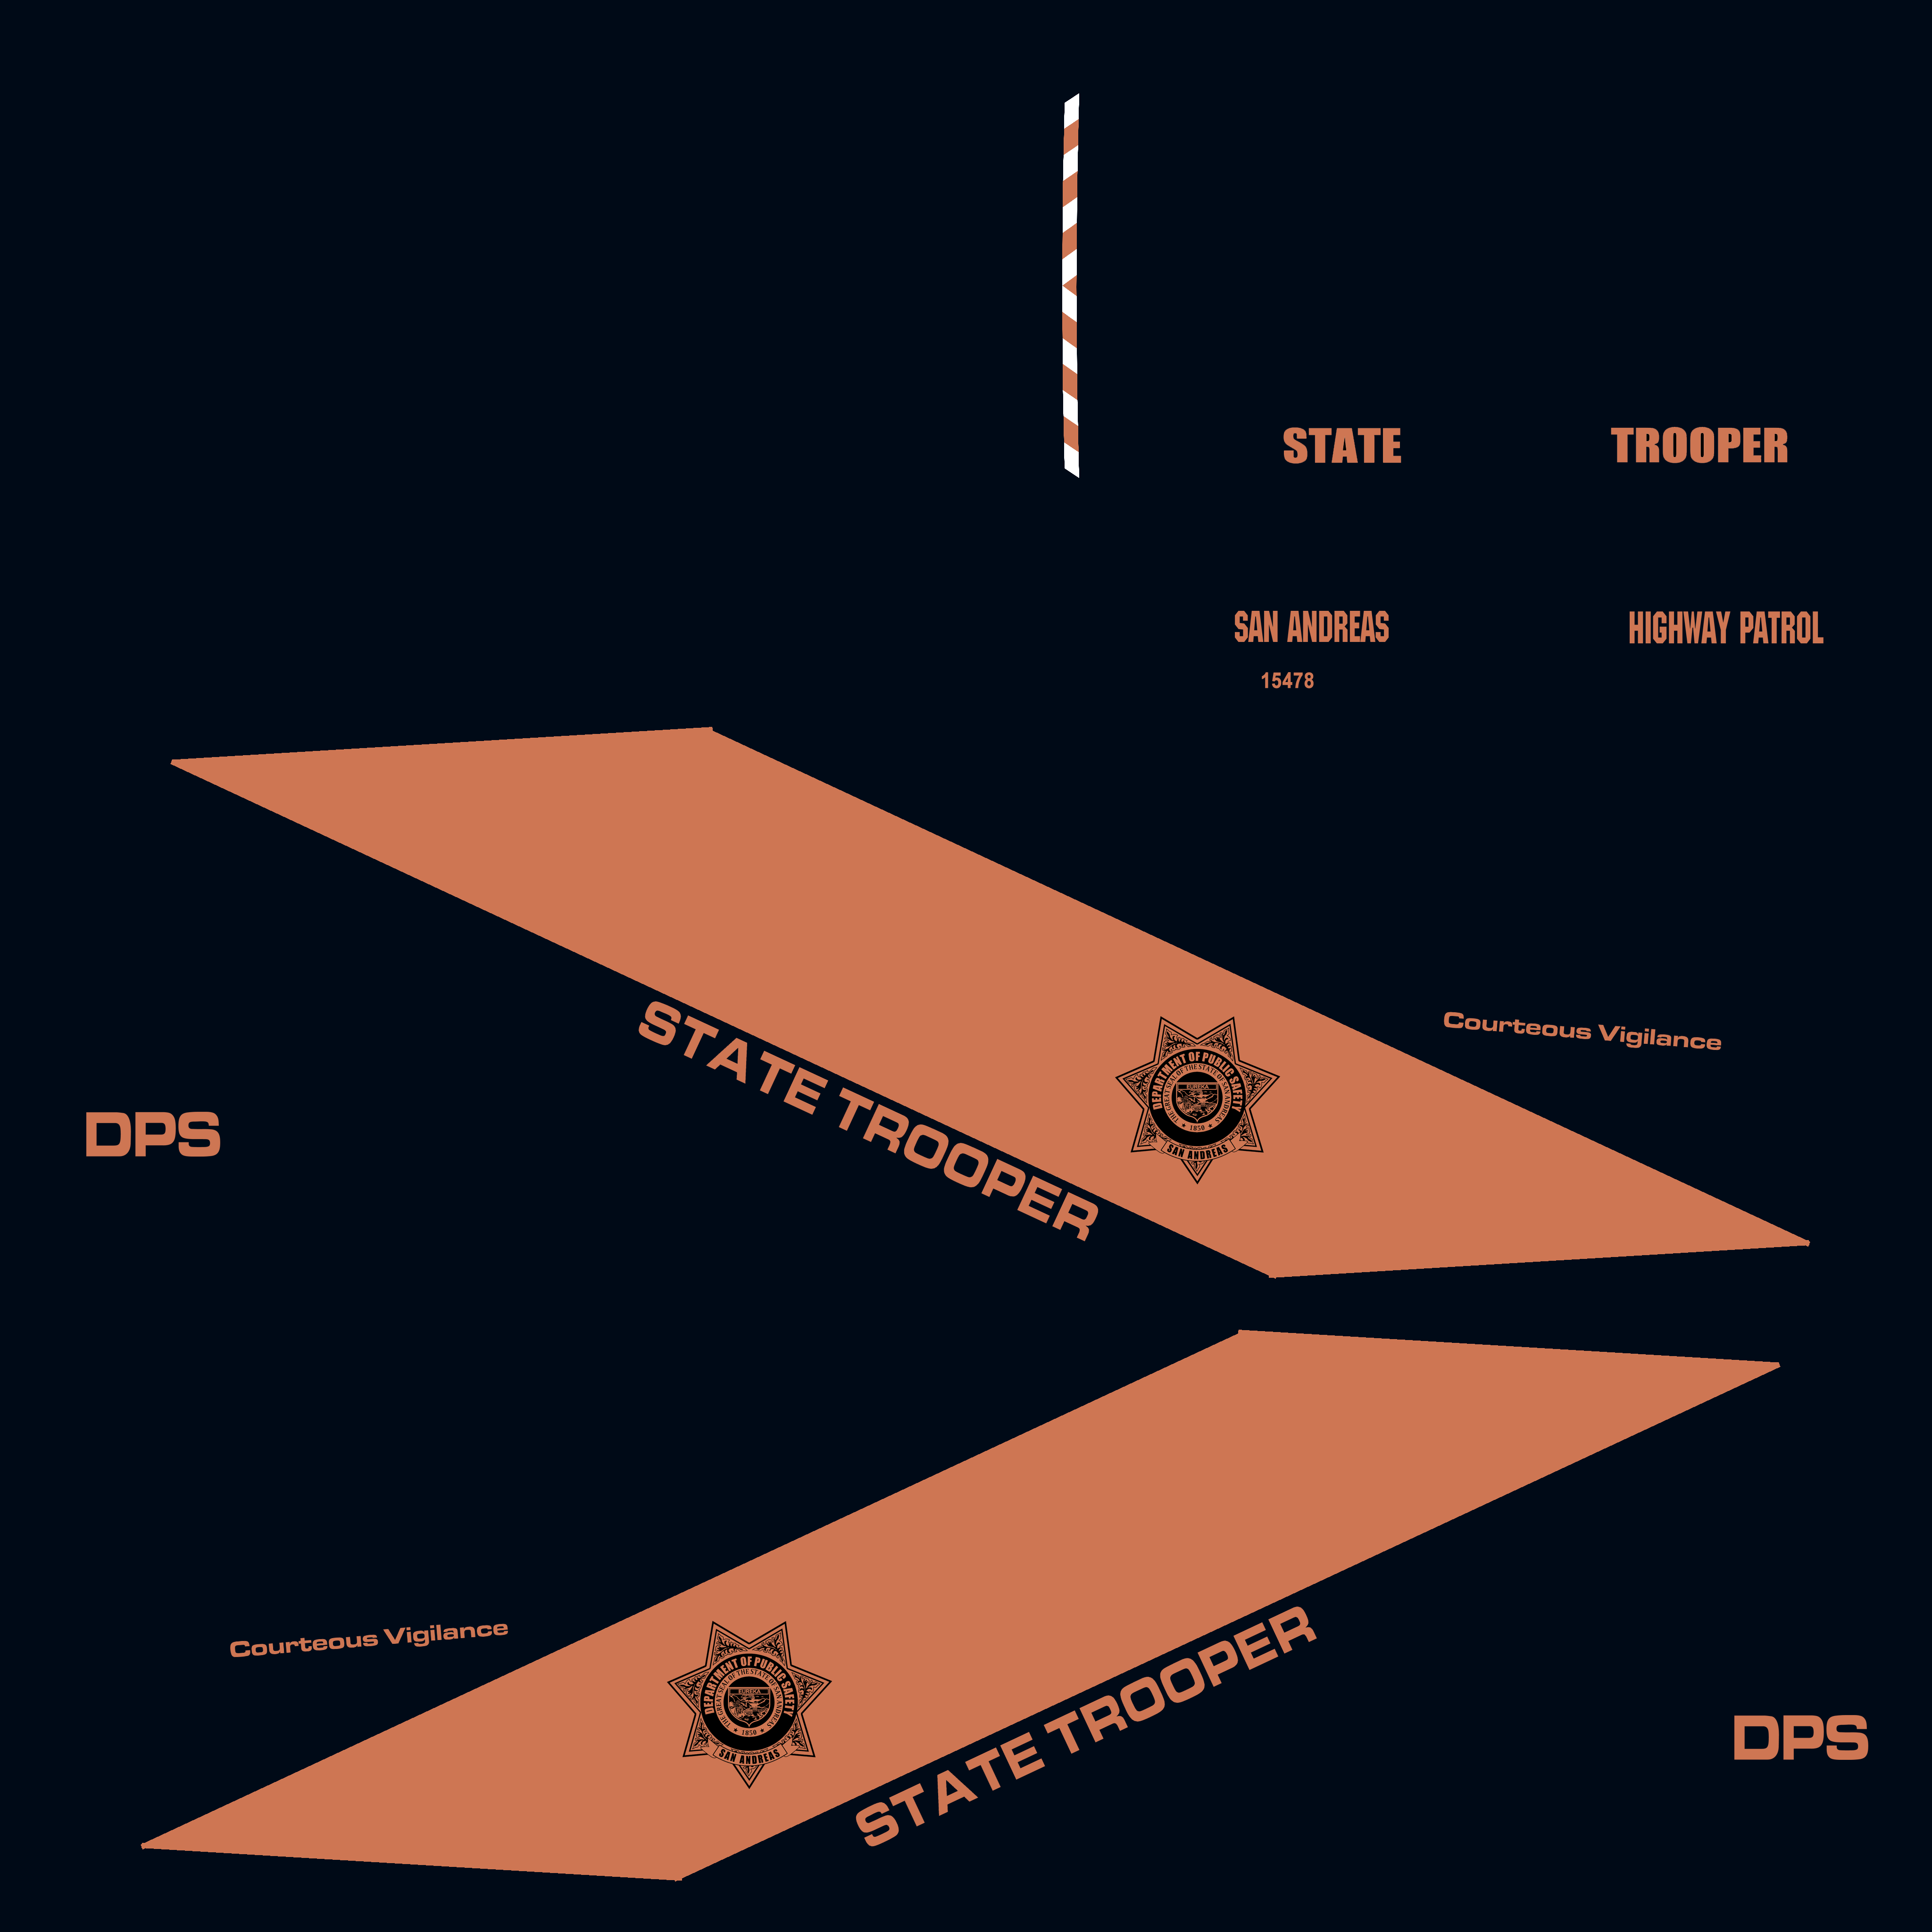 STATE TROOPER
SAN ANDREAS HIGHWAY PATROL
15478
Courteous Vigilance
STATE TROOPER
DEPARTMENT OF PUBLIC SAFETY
THE GREAT SEAL OF THE STATE OF SAN ANDREAS
EUREKA
★ 1850 ★
SAN ANDREAS
DPS
Courteous Vigilance
DEPARTMENT OF PUBLIC SAFETY
THE GREAT SEAL OF THE STATE OF SAN ANDREAS
EUREKA
★ 1850 ★
SAN ANDREAS
STATE TROOPER
DPS